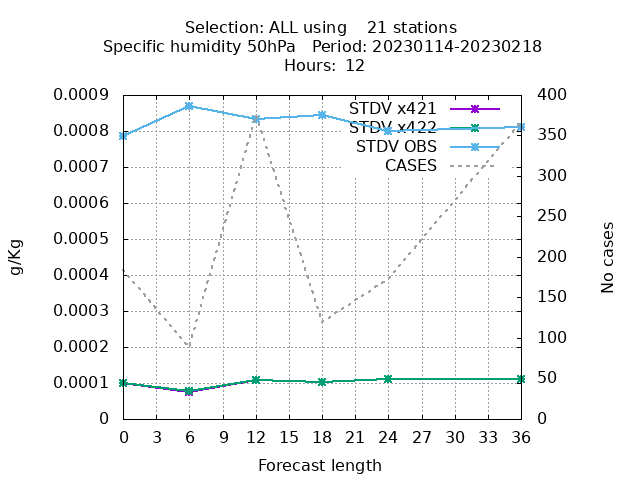 Selection: ALL using    21 stations
Specific humidity 50hPa   Period: 20230114-20230218
Hours: 12
0.0009
0.0008
0.0007
0.0006
0.0005
0.0004
0.0003
0.0002
0.0001
0
g/Kg
STDV x421
STDV x422
STDV OBS
CASES
400
350
300
250
200
150
100
50
0
No cases
0 3 6 9 12 15 18 21 24 27 30 33 36
Forecast length